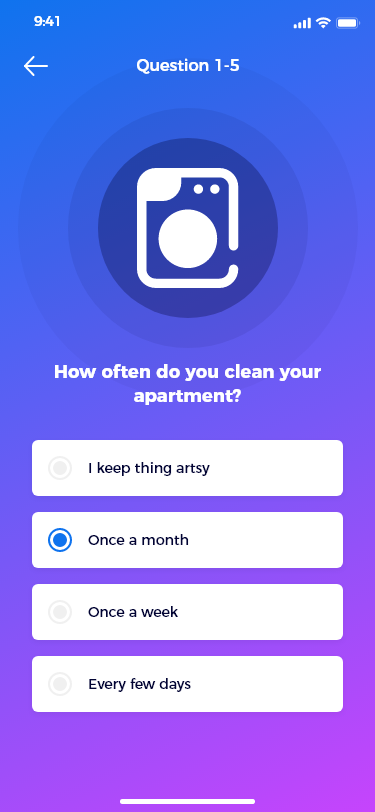 9:41
Question 1-5
How often do you clean your
apartment?
I keep thing artsy
Once a month
Once a week
Every few days